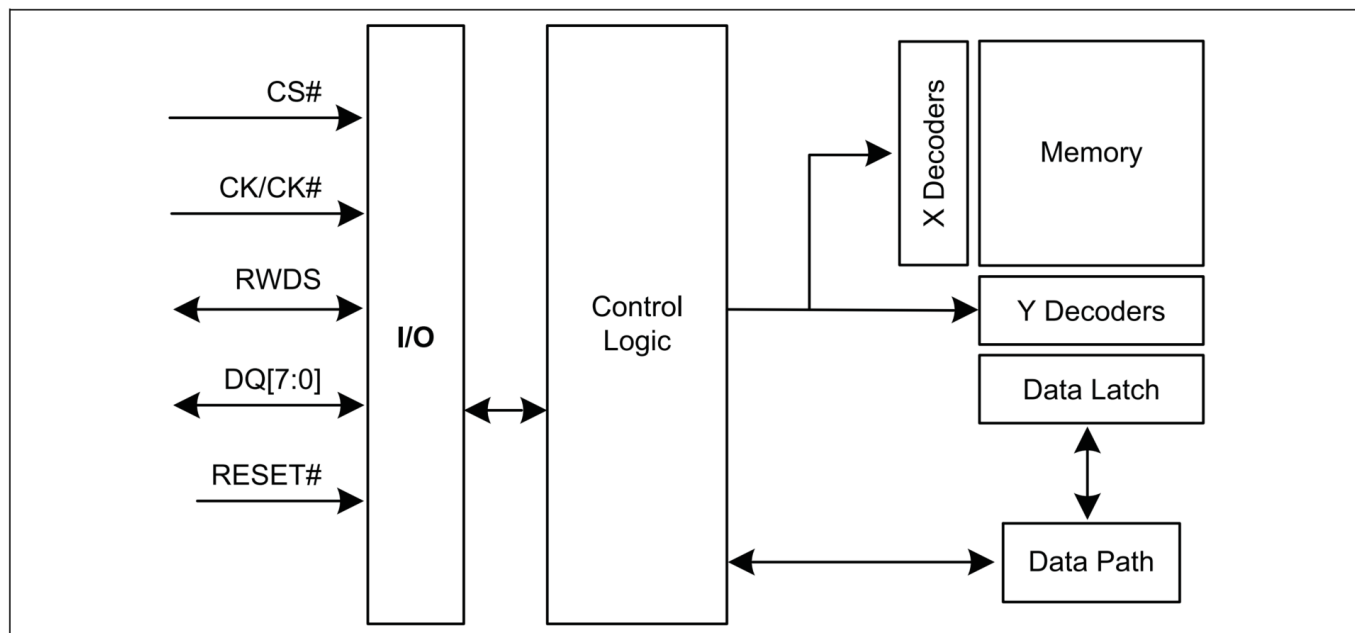 CS#
CK/CK#
RWDS
DQ[7:0]
RESET#
I/O
Control
Logic
X Decoders
Memory
Y Decoders
Data Latch
Data Path